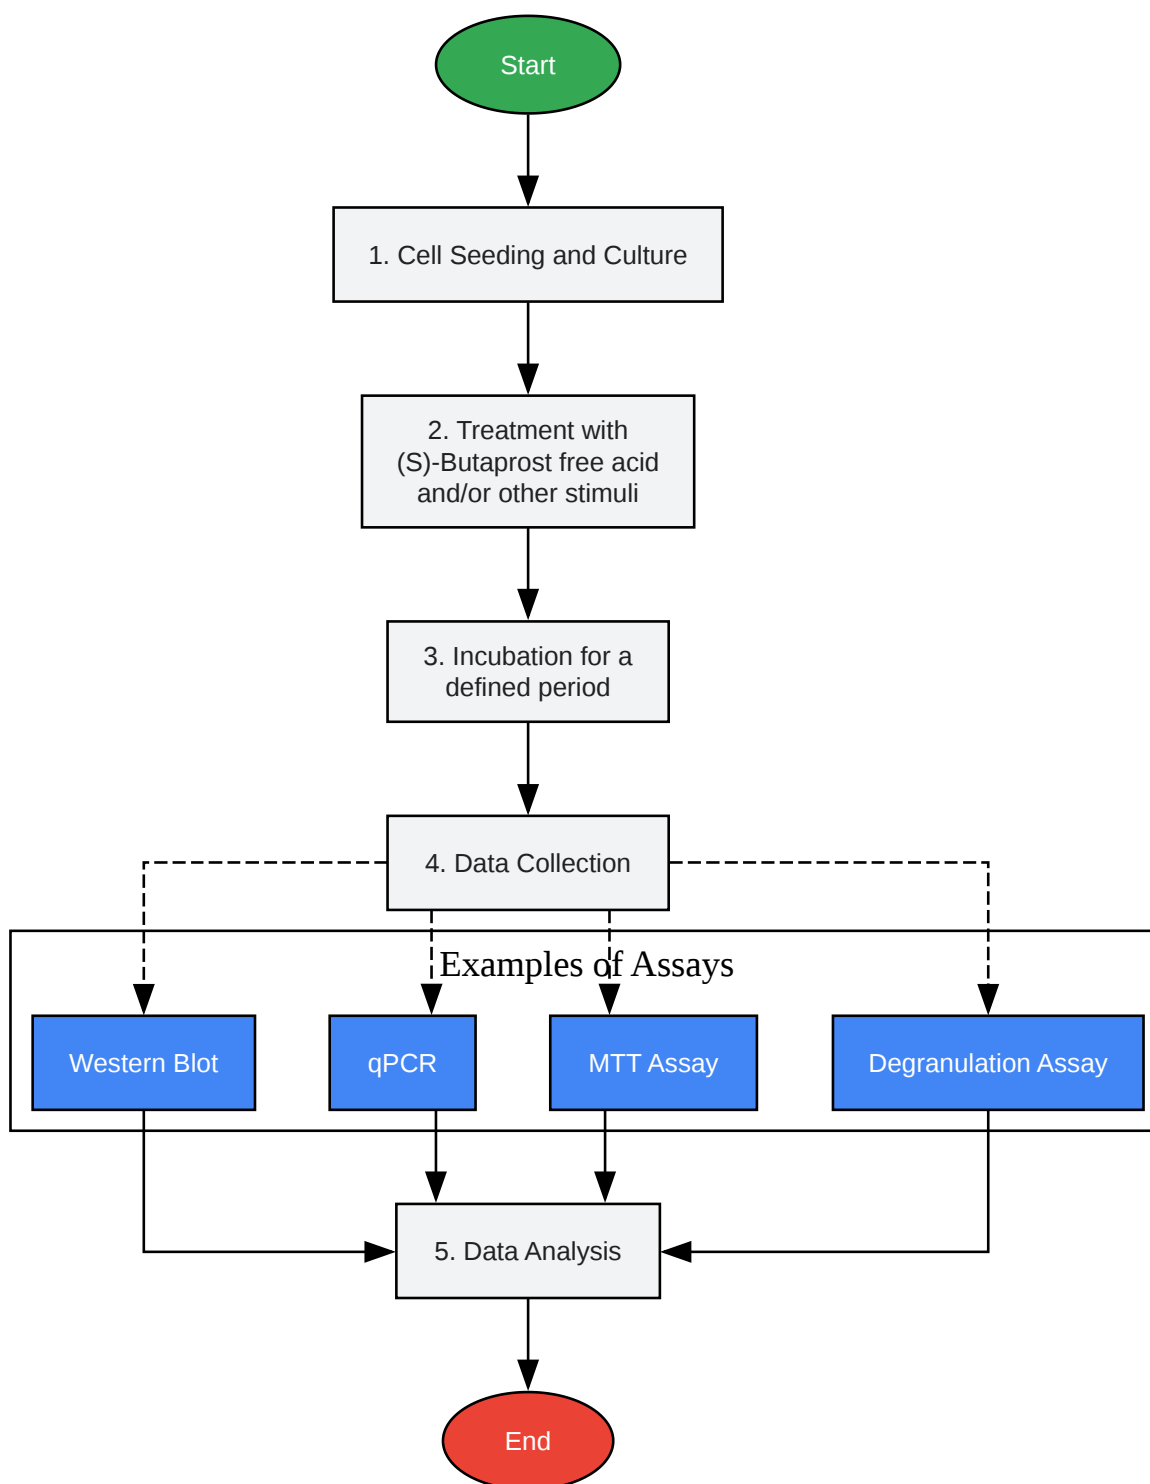 Start
1. Cell Seeding and Culture
2. Treatment with
(S)-Butaprost free acid
and/or other stimuli
3. Incubation for a
defined period
4. Data Collection
Examples of Assays
Western Blot
qPCR
MTT Assay
Degranulation Assay
5. Data Analysis
End